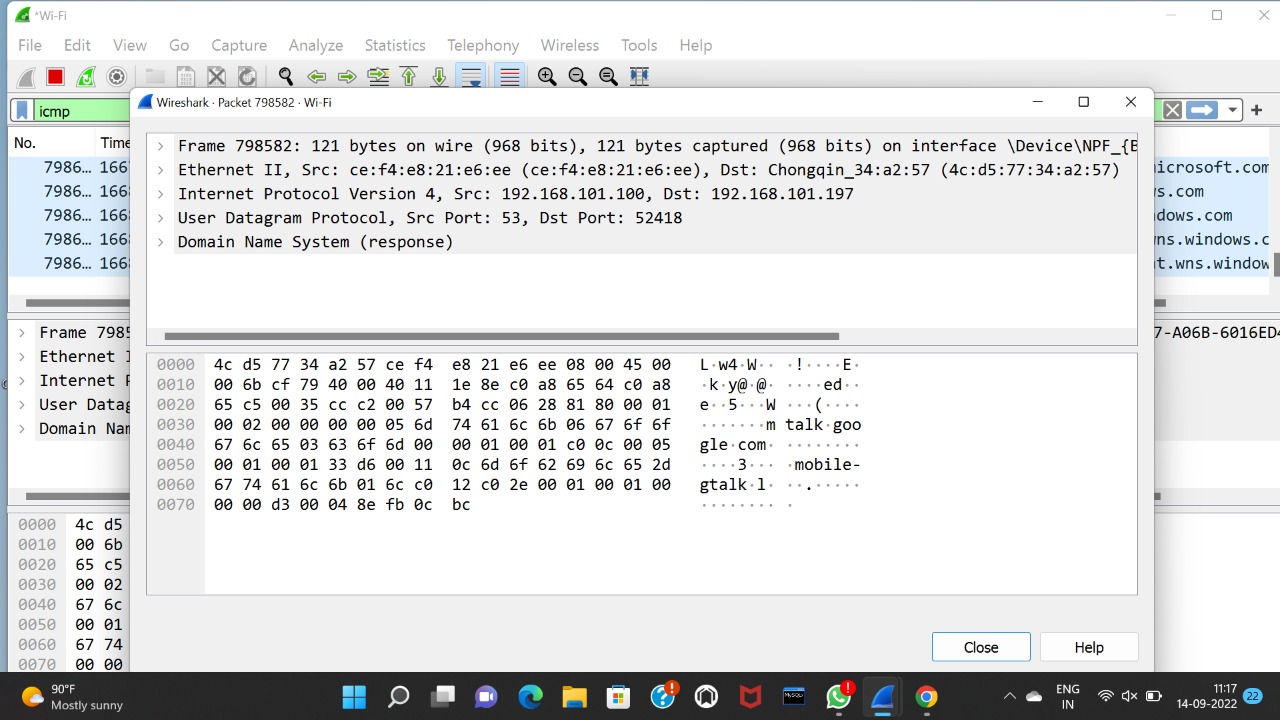 *Wi-Fi
File Edit View Go Capture Analyze Statistics Telephony Wireless Tools Help
icmp
Wireshark · Packet 798582 · Wi-Fi
No. Time
7986… 166
7986… 166
7986… 166
7986… 166
7986… 166
icrosoft.com
s.com
dows.com
ns.windows.c
t.wns.window
Frame 798582: 121 bytes on wire (968 bits), 121 bytes captured (968 bits) on interface \Device\NPF_{E
Ethernet II, Src: ce:f4:e8:21:e6:ee (ce:f4:e8:21:e6:ee), Dst: Chongqin_34:a2:57 (4c:d5:77:34:a2:57)
Internet Protocol Version 4, Src: 192.168.101.100, Dst: 192.168.101.197
User Datagram Protocol, Src Port: 53, Dst Port: 52418
Domain Name System (response)
Frame 7985
Ethernet I
Internet P
User Datag
Domain Nam
7-A06B-6016ED4
0000 4c d5 77 34 a2 57 ce f4 e8 21 e6 ee 08 00 45 00 L·w4·W·· ·!····E·
0010 00 6b cf 79 40 00 40 11 1e 8e c0 a8 65 64 c0 a8 ·k·y@·@· ····ed··
0020 65 c5 00 35 cc c2 00 57 b4 cc 06 28 81 80 00 01 e··5···W ···(····
0030 00 02 00 00 00 00 05 6d 74 61 6c 6b 06 67 6f 6f ·······m talk·goo
0040 67 6c 65 03 63 6f 6d 00 00 01 00 01 c0 0c 00 05 gle·com· ········
0050 00 01 00 01 33 d6 00 11 0c 6d 6f 62 69 6c 65 2d ····3··· ·mobile-
0060 67 74 61 6c 6b 01 6c c0 12 c0 2e 00 01 00 01 00 gtalk·l· ··.·····
0070 00 00 d3 00 04 8e fb 0c bc ········ ·
Close Help
0000 4c d5
0010 00 6b
0020 65 c5
0030 00 02
0040 67 6c
0050 00 01
0060 67 74
0070 00 00
90°F
Mostly sunny
MySQL
ENG
IN
11:17
14-09-2022
22